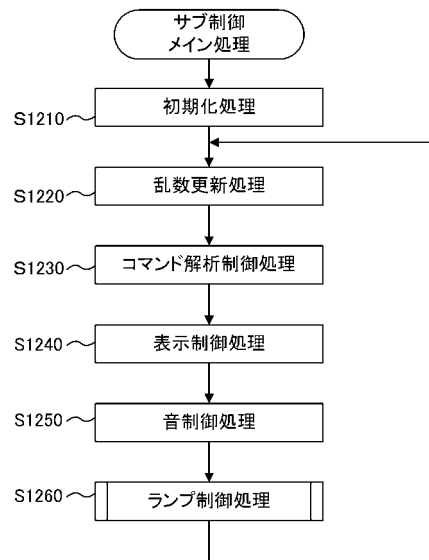 サブ制御
メイン処理
S1210
初期化処理
S1220
乱数更新処理
S1230
コマンド解析制御処理
S1240
表示制御処理
S1250
音制御処理
S1260
ランプ制御処理